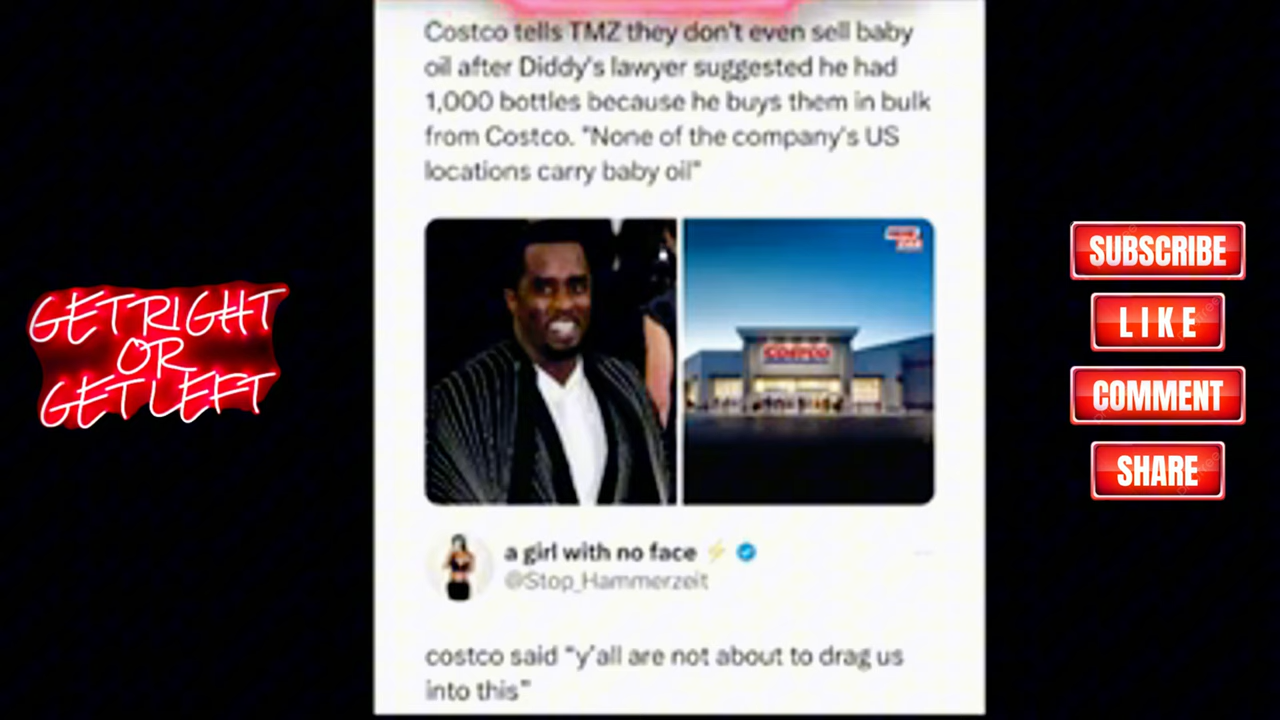 Costco tells TMZ they don't even sell baby
oil after Diddy's lawyer suggested he had
1,000 bottles because he buys them in bulk
from Costco. "None of the company's US
locations carry baby oil"
COSTCO
a girl with no face
@Stop_Hammerzeit
costco said "y'all are not about to drag us
into this"
GET RIGHT
OR
GET LEFT
SUBSCRIBE
LIKE
COMMENT
SHARE